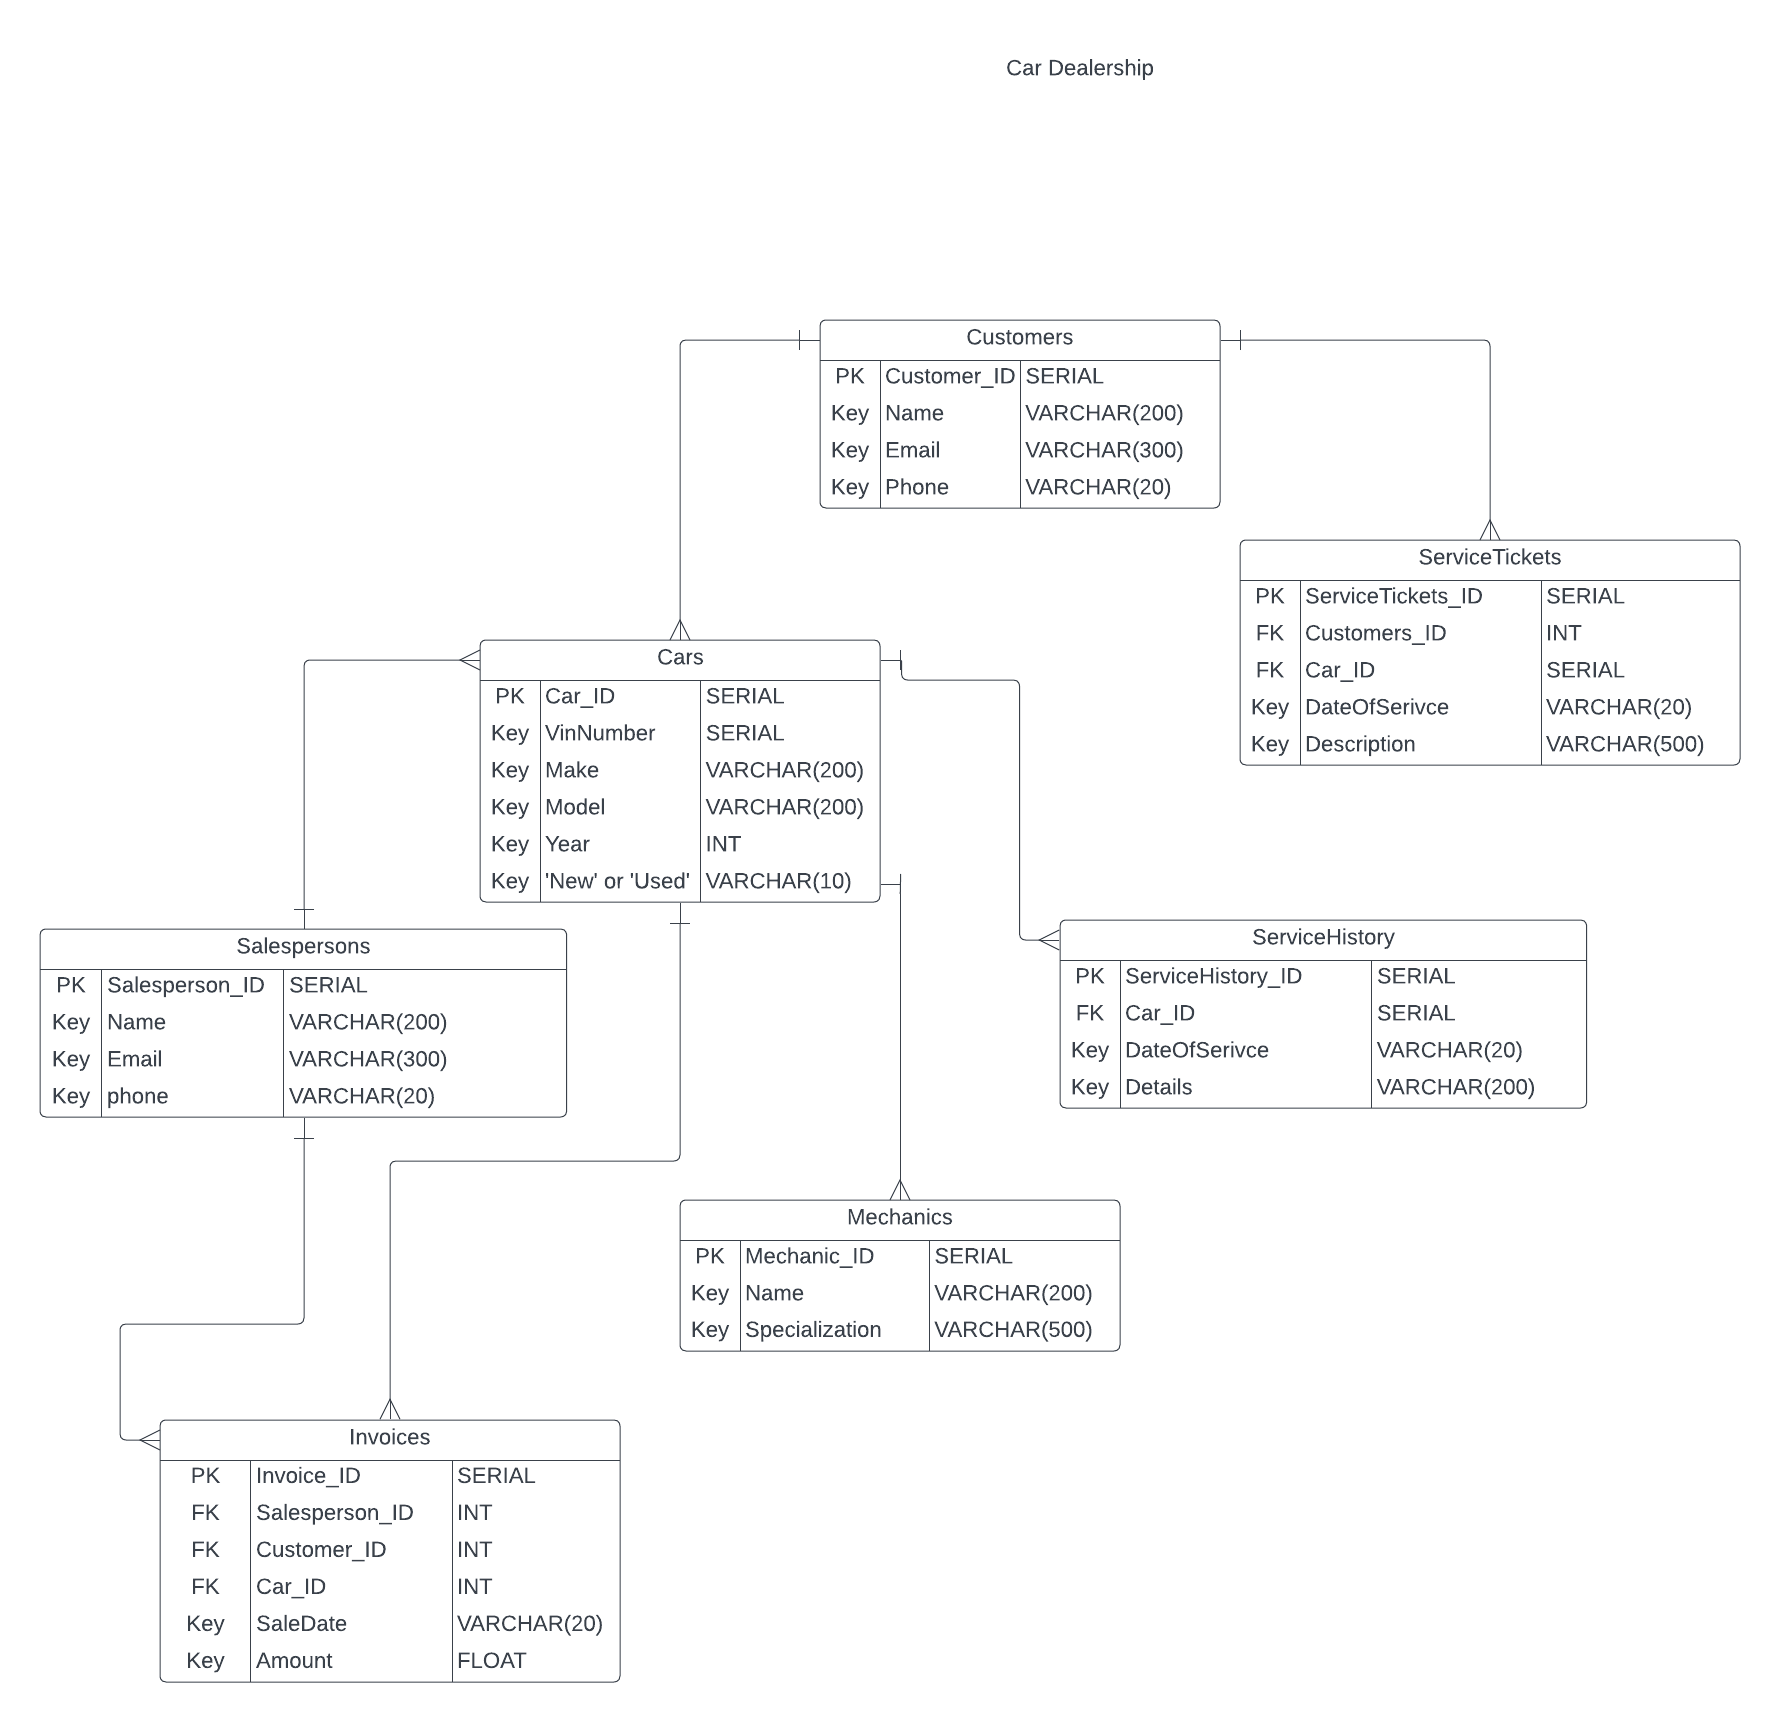 Car Dealership
Customers
PK Customer_ID SERIAL
Key Name VARCHAR(200)
Key Email VARCHAR(300)
Key Phone VARCHAR(20)
ServiceTickets
PK ServiceTickets_ID SERIAL
FK Customers_ID INT
FK Car_ID SERIAL
Key DateOfSerivce VARCHAR(20)
Key Description VARCHAR(500)
Cars
PK Car_ID SERIAL
Key VinNumber SERIAL
Key Make VARCHAR(200)
Key Model VARCHAR(200)
Key Year INT
Key 'New' or 'Used' VARCHAR(10)
Salespersons
PK Salesperson_ID SERIAL
Key Name VARCHAR(200)
Key Email VARCHAR(300)
Key phone VARCHAR(20)
ServiceHistory
PK ServiceHistory_ID SERIAL
FK Car_ID SERIAL
Key DateOfSerivce VARCHAR(20)
Key Details VARCHAR(200)
Mechanics
PK Mechanic_ID SERIAL
Key Name VARCHAR(200)
Key Specialization VARCHAR(500)
Invoices
PK Invoice_ID SERIAL
FK Salesperson_ID INT
FK Customer_ID INT
FK Car_ID INT
Key SaleDate VARCHAR(20)
Key Amount FLOAT